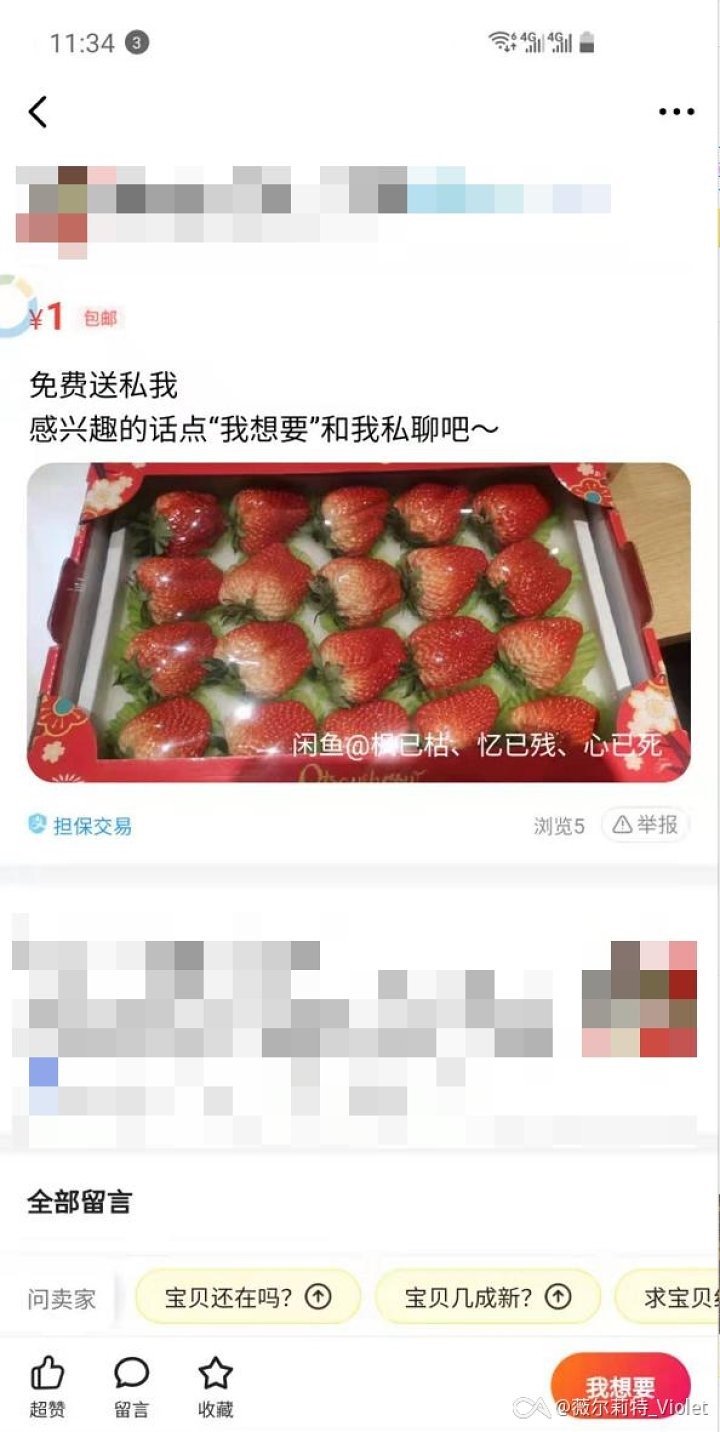 11:34 3
6 4G 4G
¥1 包邮
免费送私我
感兴趣的话点“我想要”和我私聊吧~
闲鱼@枫已枯、忆已残、心已死
担保交易 浏览5 举报
全部留言
问卖家 宝贝还在吗? 宝贝几成新? 求宝贝
超赞 留言 收藏 我想要
@薇尔莉特_Violet